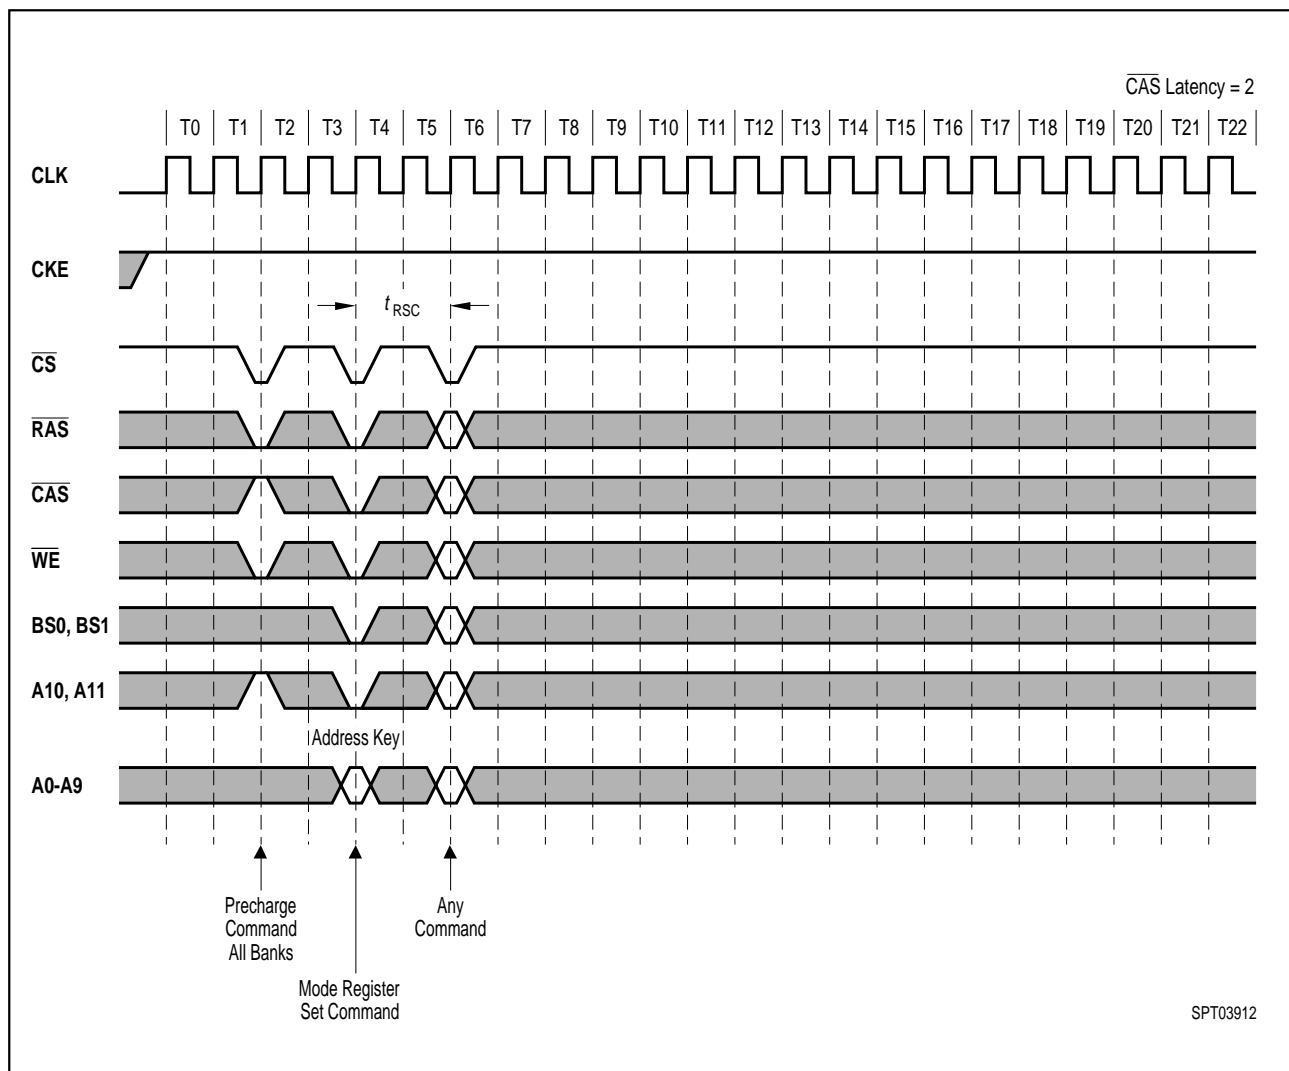 CAS Latency = 2
T0 T1 T2 T3 T4 T5 T6 T7 T8 T9 T10 T11 T12 T13 T14 T15 T16 T17 T18 T19 T20 T21 T22
CLK
CKE
t RSC
CS
RAS
CAS
WE
BS0, BS1
A10, A11
Address Key
A0-A9
Precharge
Command
All Banks
Any
Command
Mode Register
Set Command
SPT03912